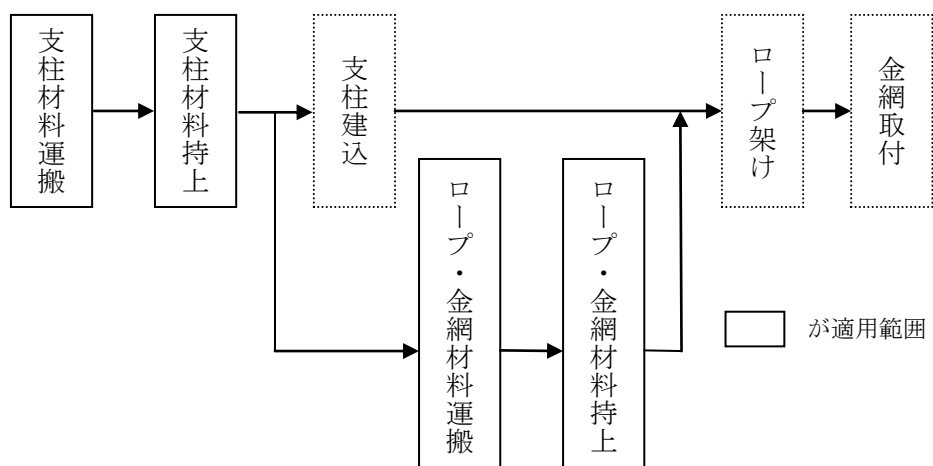 支柱材料運搬
支柱材料持上
支柱建込
ロープ・金網材料運搬
ロープ・金網材料持上
ロープ架け
金網取付
が適用範囲